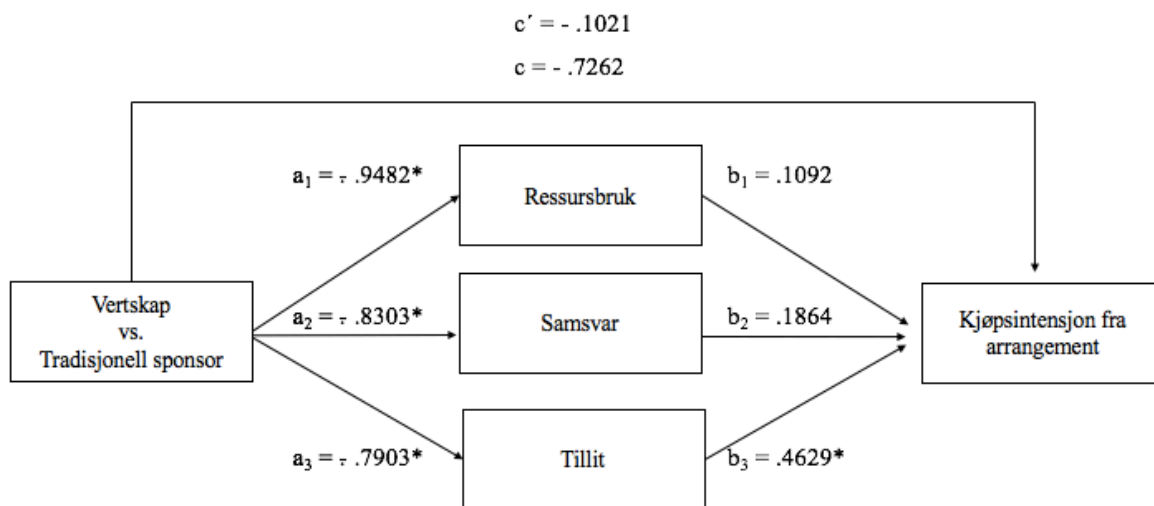 c´ = - .1021
c = - .7262
a₁ = - .9482*
Ressursbruk
b₁ = .1092
Vertskap
vs.
Tradisjonell sponsor
a₂ = - .8303*
Samsvar
b₂ = .1864
Kjøpsintensjon fra
arrangement
a₃ = - .7903*
Tillit
b₃ = .4629*